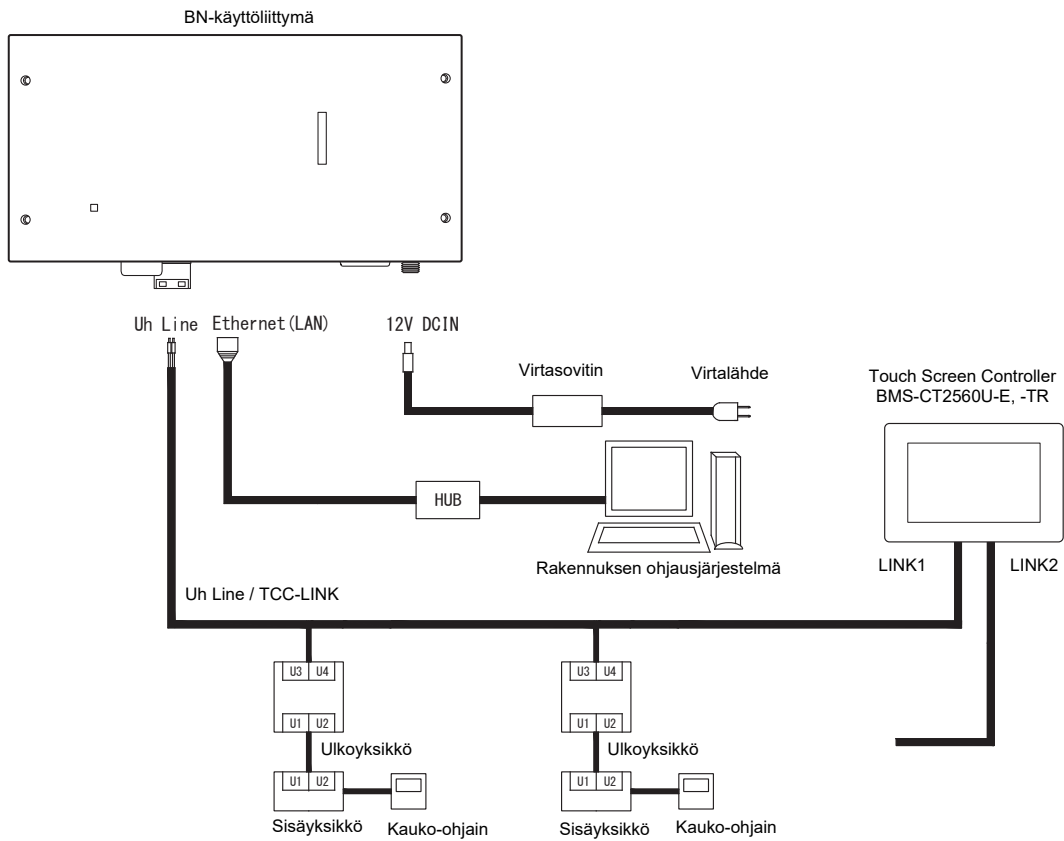 BN-käyttöliittymä
Uh Line
Ethernet(LAN)
12V DCIN
Virtasovitin
Virtalähde
Touch Screen Controller
BMS-CT2560U-E, -TR
HUB
Rakennuksen ohjausjärjestelmä
LINK1
LINK2
Uh Line / TCC-LINK
U3 U4
U3 U4
U1 U2
U1 U2
Ulkoyksikkö
Ulkoyksikkö
U1 U2
U1 U2
Sisäyksikkö
Kauko-ohjain
Sisäyksikkö
Kauko-ohjain